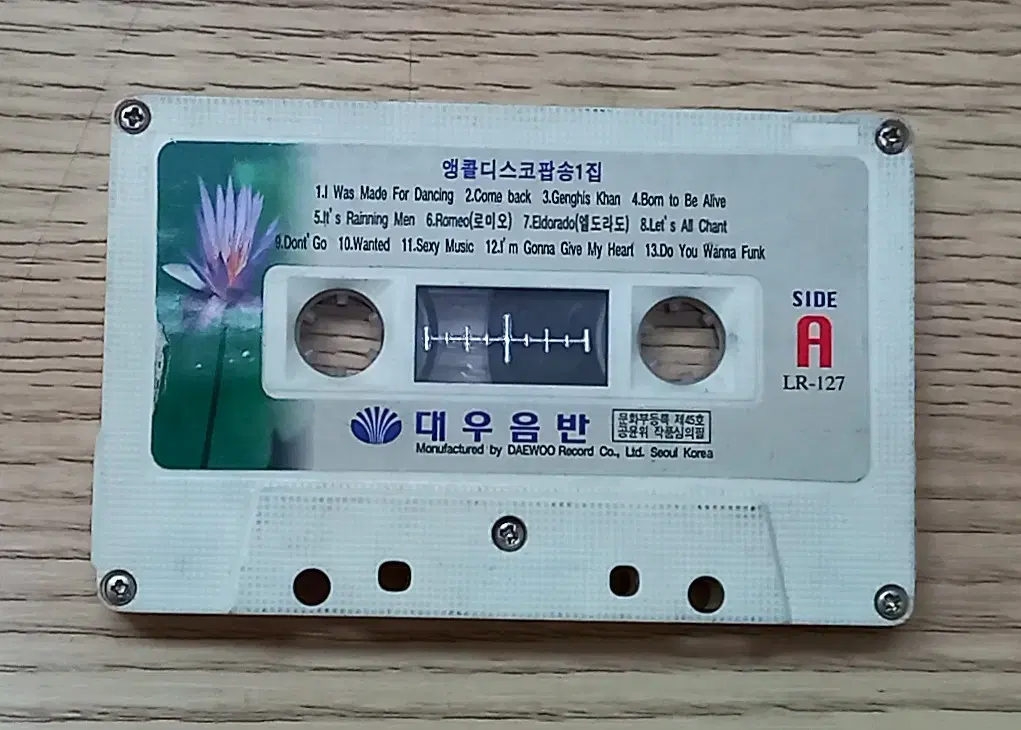 앵콜디스코팝송1집
1.I Was Made For Dancing 2.Come back 3.Genghis Khan 4.Born to Be Alive
5.It's Rainning Men 6.Romeo(로미오) 7.Eldorado(엘도라도) 8.Let's All Chant
9.Dont'Go 10.Wanted 11.Sexy Music 12.I'm Gonna Give My Heart 13.Do You Wanna Funk
SIDE
A
LR-127
대우음반
문화부등록 제45호
공윤위 작품심의필
Manufactured by DAEWOO Record Co., Ltd. Seoul Korea